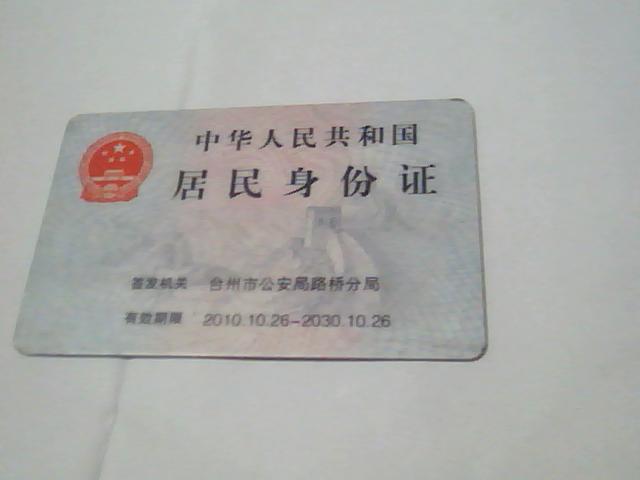 中华人民共和国
居民身份证
签发机关 台州市公安局路桥分局
有效期限 2010.10.26-2030.10.26